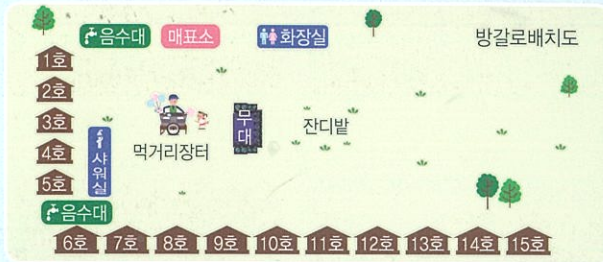 음수대 매표소 화장실 방갈로배치도
1호
2호
3호
4호
5호
샤워실
먹거리장터
무대
잔디밭
음수대
6호 7호 8호 9호 10호 11호 12호 13호 14호 15호